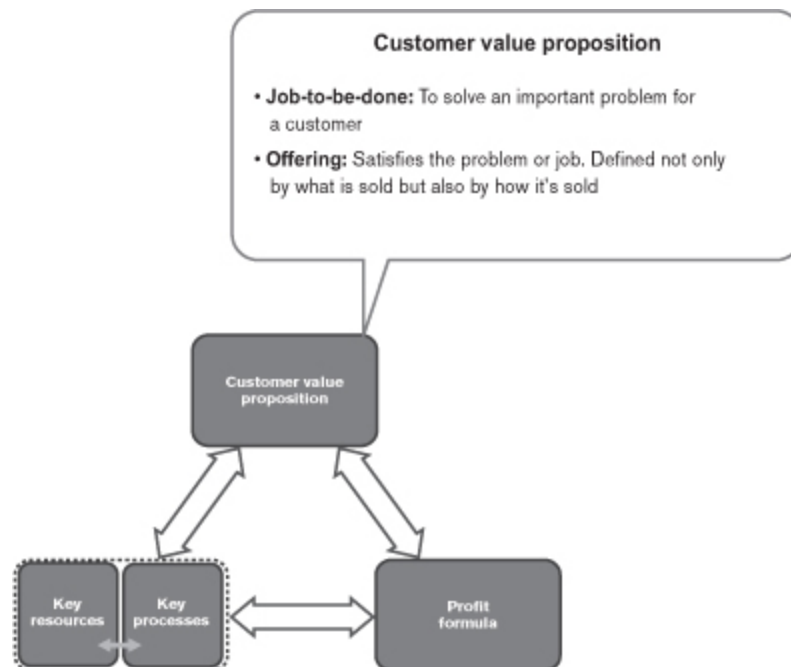 Customer value proposition
• Job-to-be-done: To solve an important problem for
a customer
• Offering: Satisfies the problem or job. Defined not only
by what is sold but also by how it's sold
Customer value
proposition
Key
resources
Key
processes
Profit
formula